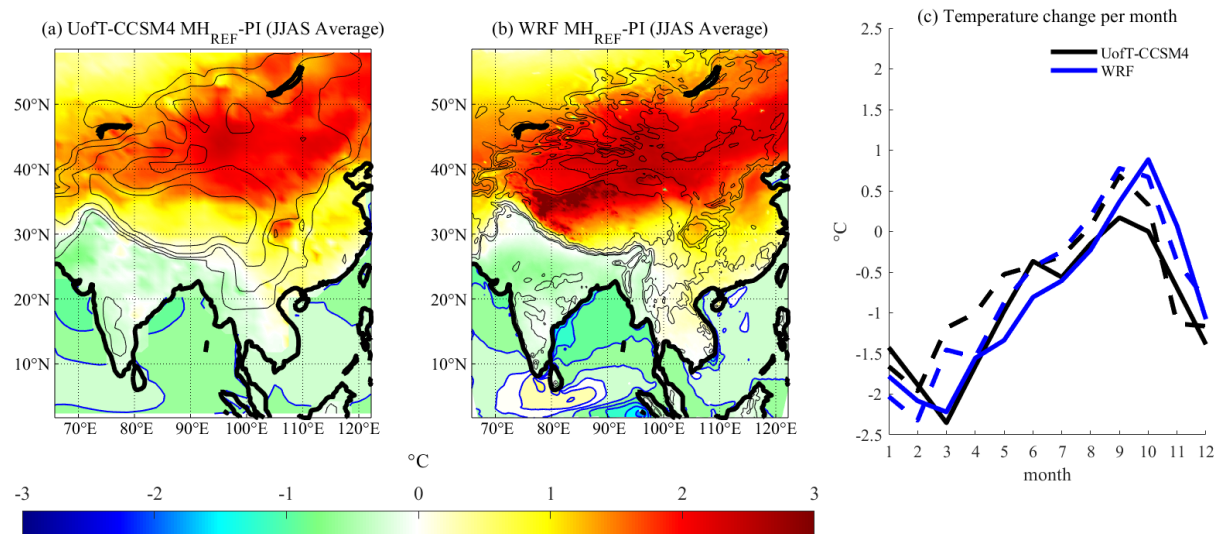 (a) UofT-CCSM4 MH_REF-PI (JJAS Average)
50°N
40°N
30°N
20°N
10°N
70°E 80°E 90°E 100°E 110°E 120°E
(b) WRF MH_REF-PI (JJAS Average)
50°N
40°N
30°N
20°N
10°N
70°E 80°E 90°E 100°E 110°E 120°E
°C
-3 -2 -1 0 1 2 3
(c) Temperature change per month
UofT-CCSM4
WRF
2.5
2
1.5
1
0.5
0
-0.5
-1
-1.5
-2
-2.5
°C
1 2 3 4 5 6 7 8 9 10 11 12
month